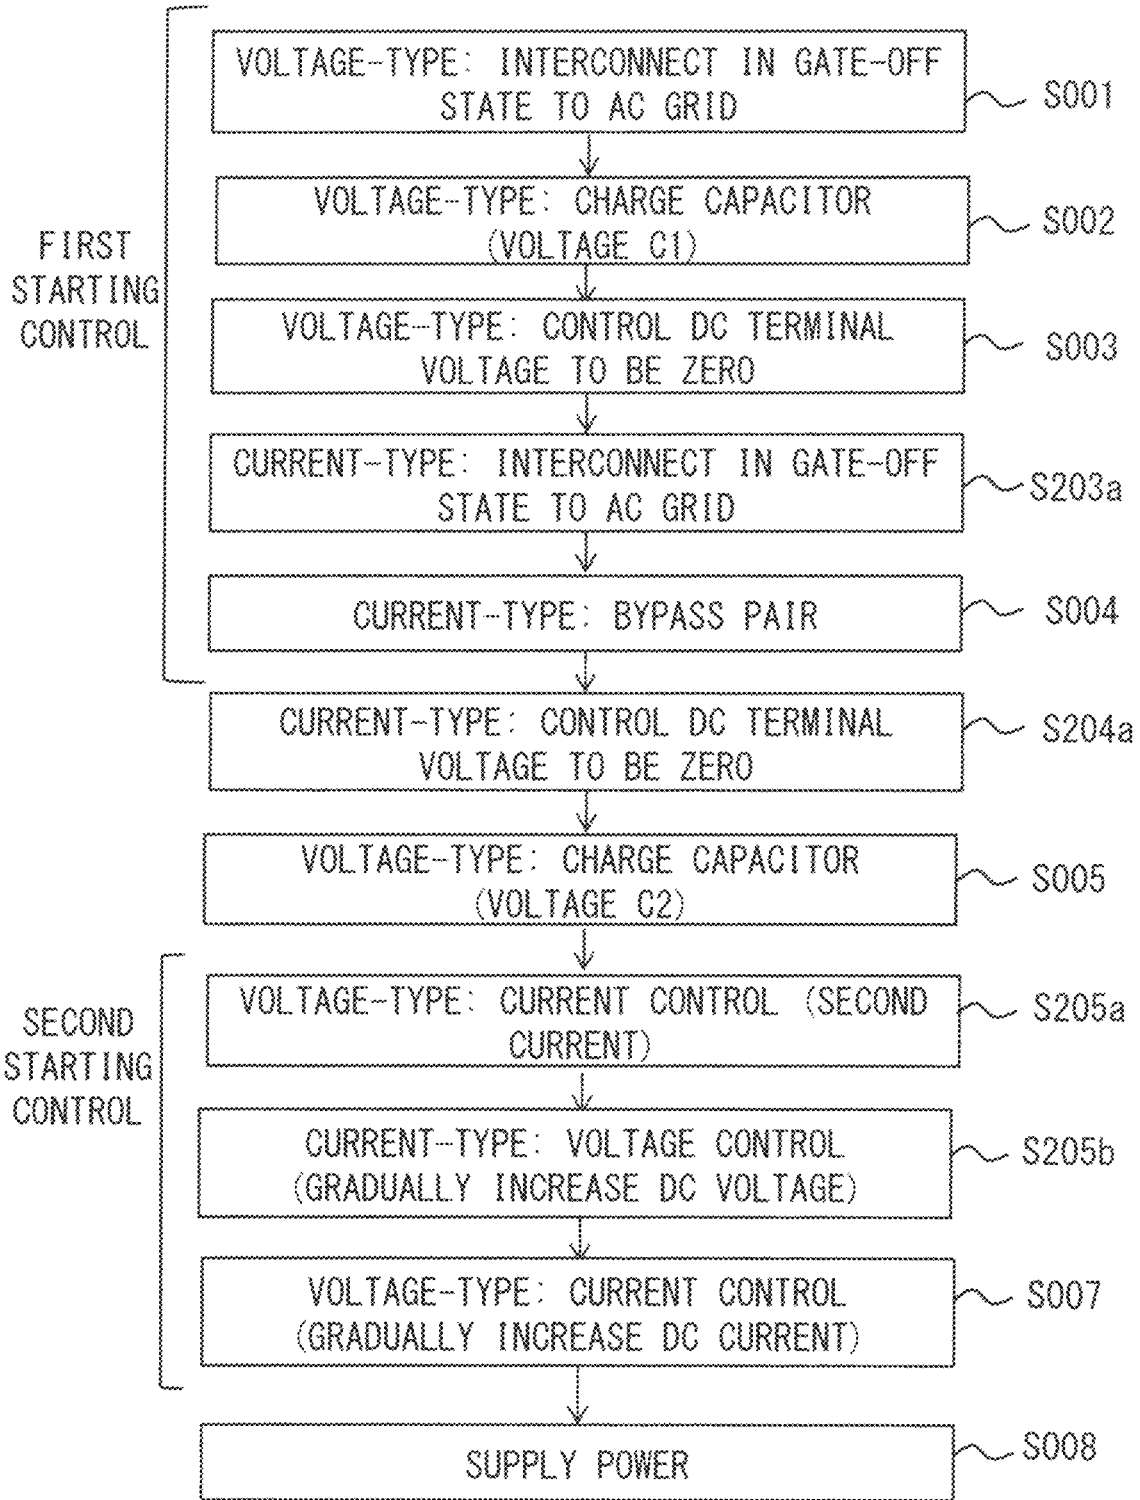 VOLTAGE-TYPE: INTERCONNECT IN GATE-OFF
STATE TO AC GRID
S001
VOLTAGE-TYPE: CHARGE CAPACITOR
(VOLTAGE C1)
S002
FIRST
STARTING
CONTROL
VOLTAGE-TYPE: CONTROL DC TERMINAL
VOLTAGE TO BE ZERO
S003
CURRENT-TYPE: INTERCONNECT IN GATE-OFF
STATE TO AC GRID
S203a
CURRENT-TYPE: BYPASS PAIR
S004
CURRENT-TYPE: CONTROL DC TERMINAL
VOLTAGE TO BE ZERO
S204a
VOLTAGE-TYPE: CHARGE CAPACITOR
(VOLTAGE C2)
S005
SECOND
STARTING
CONTROL
VOLTAGE-TYPE: CURRENT CONTROL (SECOND
CURRENT)
S205a
CURRENT-TYPE: VOLTAGE CONTROL
(GRADUALLY INCREASE DC VOLTAGE)
S205b
VOLTAGE-TYPE: CURRENT CONTROL
(GRADUALLY INCREASE DC CURRENT)
S007
SUPPLY POWER
S008